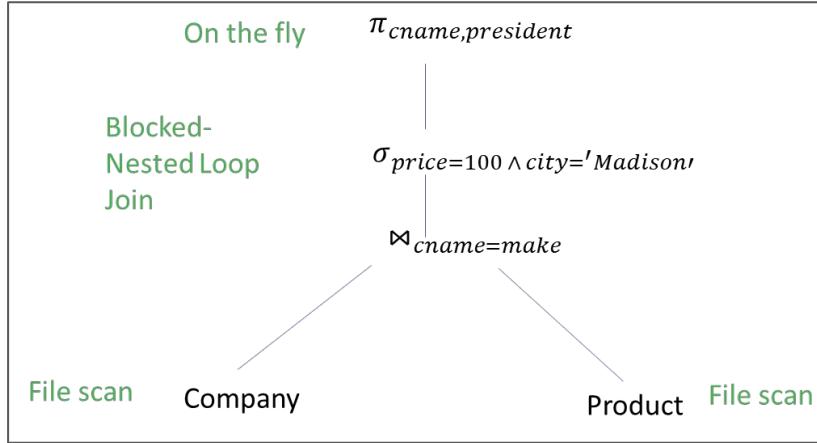 On the fly
π cname,president
Blocked-
Nested Loop
Join
σ price=100 ∧ city='Madison′
⋈ cname=make
File scan
Company
Product
File scan